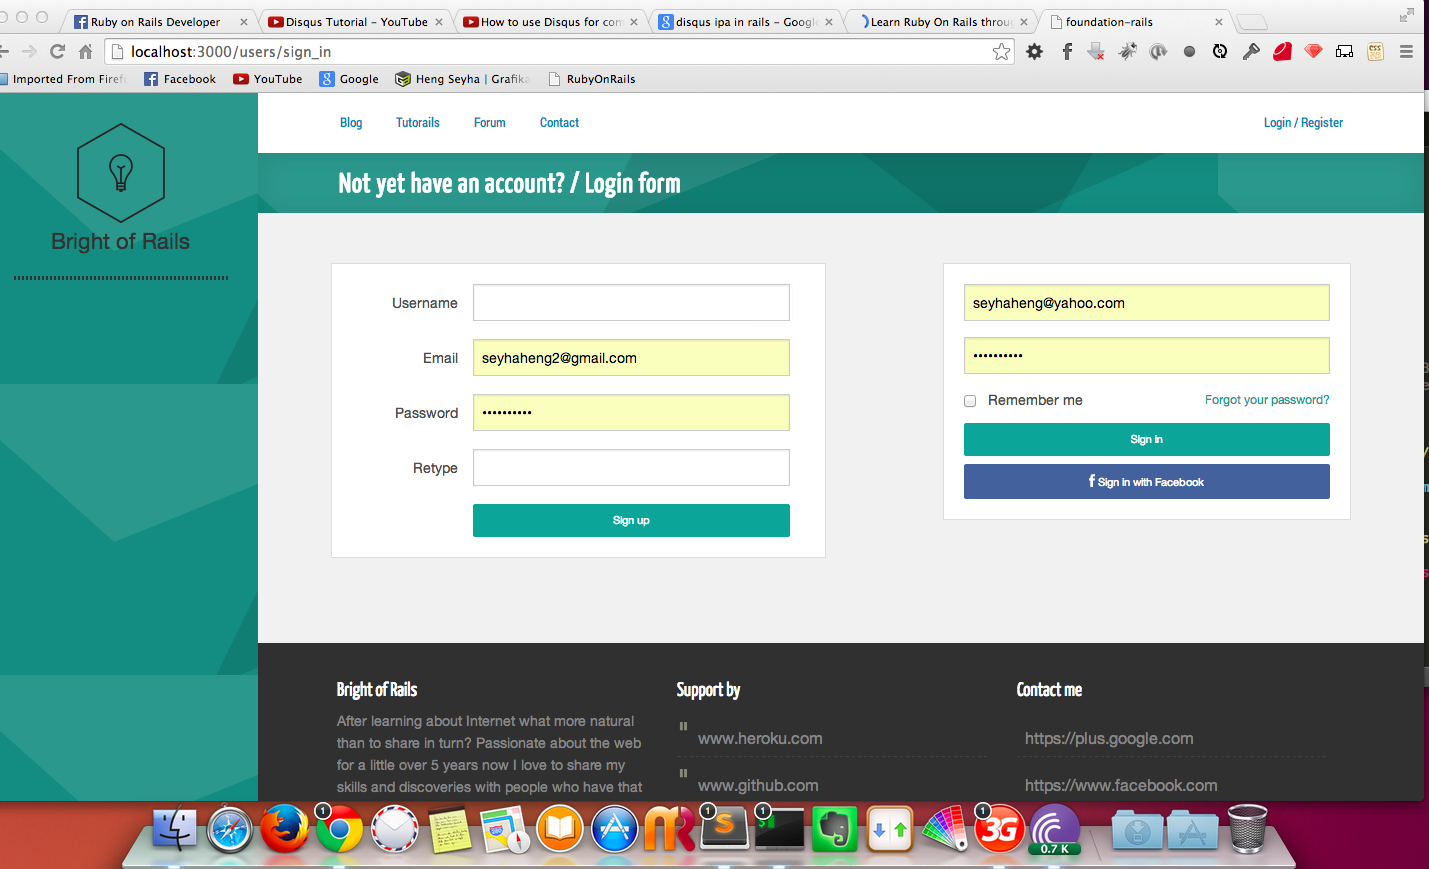 Ruby on Rails Developer
Disqus Tutorial – YouTube
How to use Disqus for com
disqus ipa in rails – Google
Learn Ruby On Rails throug
foundation-rails
localhost:3000/users/sign_in
Imported From Firef
Facebook
YouTube
Google
Heng Seyha | Grafika
RubyOnRails
Blog
Tutorails
Forum
Contact
Login / Register
Bright of Rails
Not yet have an account? / Login form
Username
Email
seyhaheng2@gmail.com
Password
Retype
Sign up
seyhaheng@yahoo.com
Remember me
Forgot your password?
Sign in
f Sign in with Facebook
Bright of Rails
After learning about Internet what more natural
than to share in turn? Passionate about the web
for a little over 5 years now I love to share my
skills and discoveries with people who have that
Support by
www.heroku.com
www.github.com
Contact me
https://plus.google.com
https://www.facebook.com
1
1
1
1
3G
0.7 K